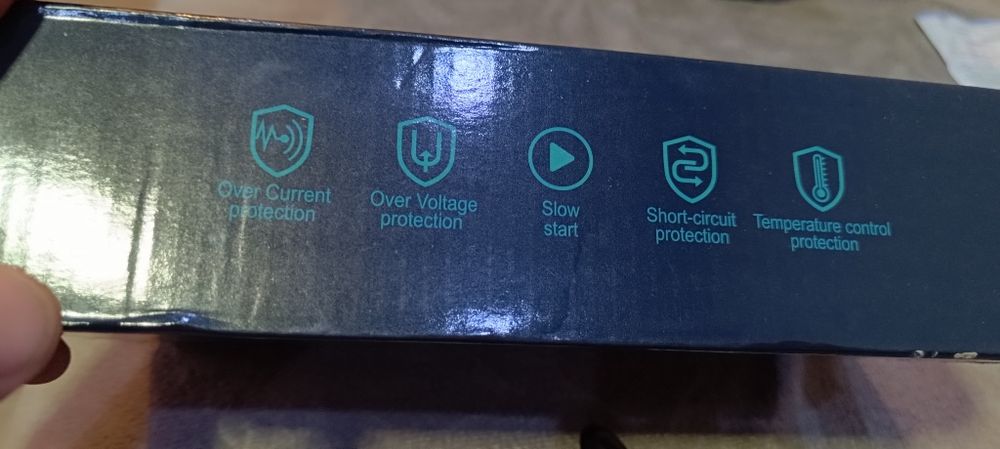 Over Current
protection
Over Voltage
protection
Slow
start
Short-circuit
protection
Temperature control
protection